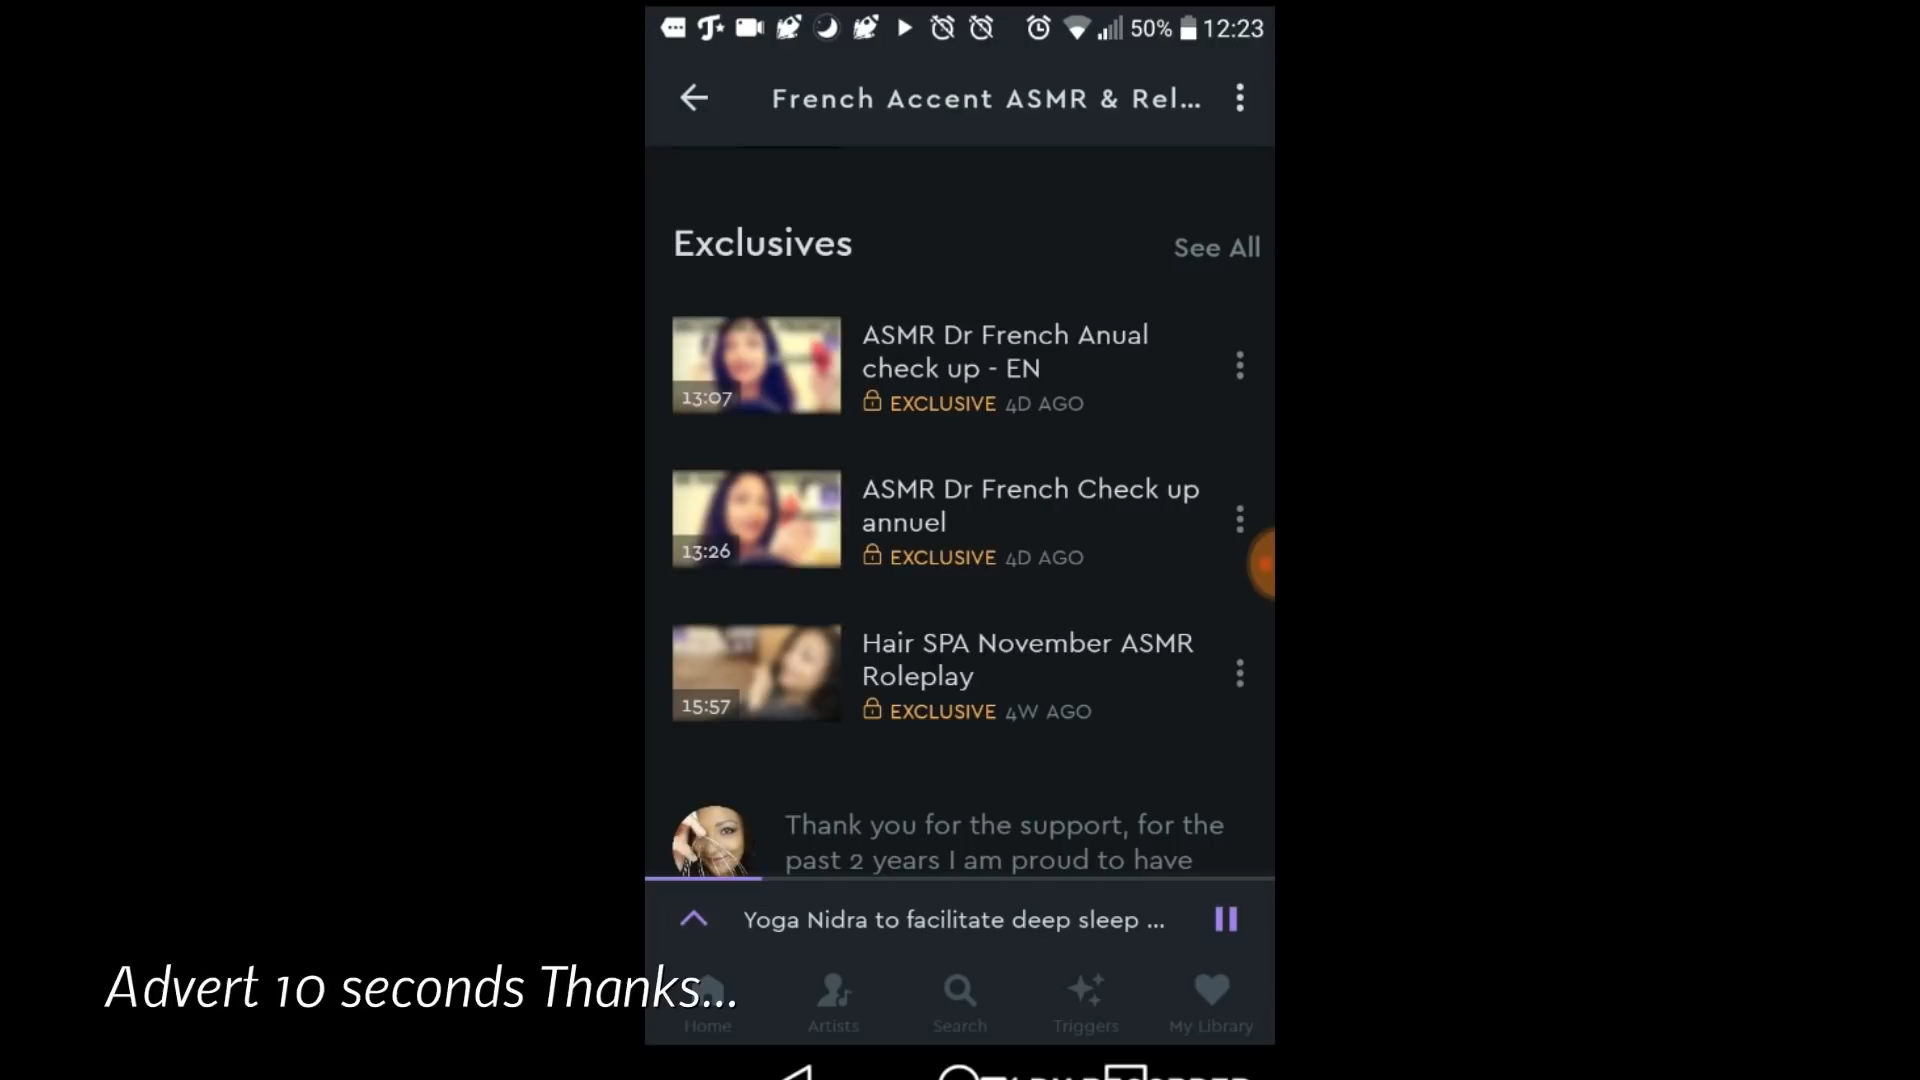 50% 12:23
French Accent ASMR & Rel...
Exclusives
See All
ASMR Dr French Anual
check up - EN
EXCLUSIVE 4D AGO
13:07
ASMR Dr French Check up
annuel
EXCLUSIVE 4D AGO
13:26
Hair SPA November ASMR
Roleplay
EXCLUSIVE 4W AGO
15:57
Thank you for the support, for the
past 2 years I am proud to have
Yoga Nidra to facilitate deep sleep ...
Advert 10 seconds Thanks...
Home
Artists
Search
Triggers
My Library